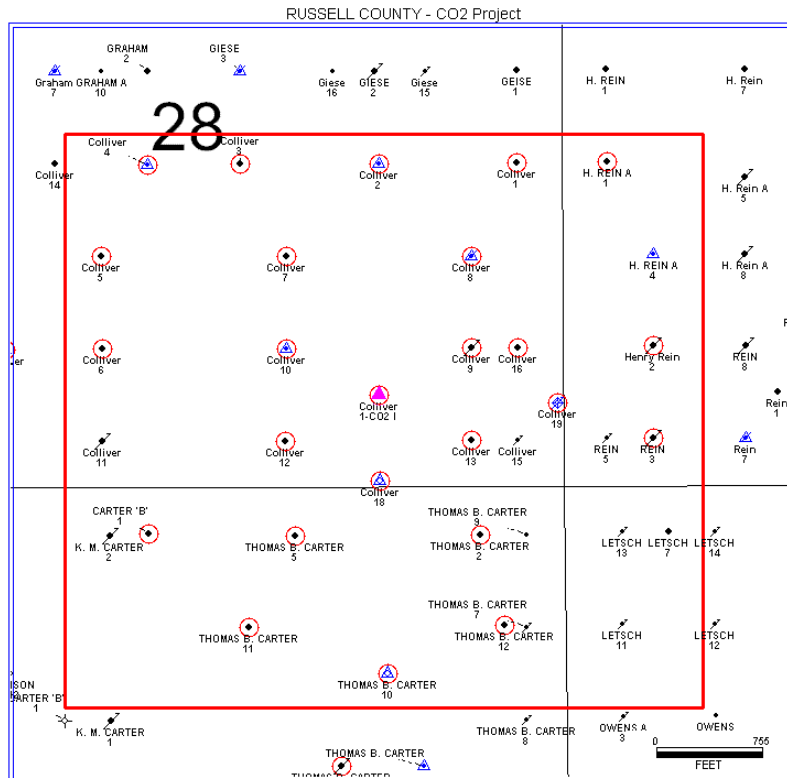 RUSSELL COUNTY - CO2 Project
GRAHAM
2
GIESE
3
Graham
7
GRAHAM A
10
Giese
16
GIESE
2
Giese
15
GEISE
1
H. REIN
1
H. Rein
7
28
Colliver
4
Colliver
3
Colliver
14
Colliver
2
Colliver
1
H. REIN A
1
H. Rein A
5
Colliver
5
Colliver
7
Colliver
8
H. REIN A
4
H. Rein A
8
Colliver
6
Colliver
10
Colliver
9
Colliver
16
Henry Rein
2
REIN
8
Colliver
1-CO2 I
Colliver
19
Rein
1
Colliver
11
Colliver
12
Colliver
13
Colliver
15
REIN
5
REIN
3
Rein
7
Colliver
18
CARTER 'B'
1
K. M. CARTER
2
THOMAS B. CARTER
5
THOMAS B. CARTER
9
THOMAS B. CARTER
2
LETSCH
13
LETSCH
7
LETSCH
14
THOMAS B. CARTER
11
THOMAS B. CARTER
7
THOMAS B. CARTER
12
LETSCH
11
LETSCH
12
THOMAS B. CARTER
10
CARTER 'B'
1
K. M. CARTER
1
THOMAS B. CARTER
8
OWENS A
3
OWENS
0 755
FEET
THOMAS B. CARTER
THOMAS B. CARTER